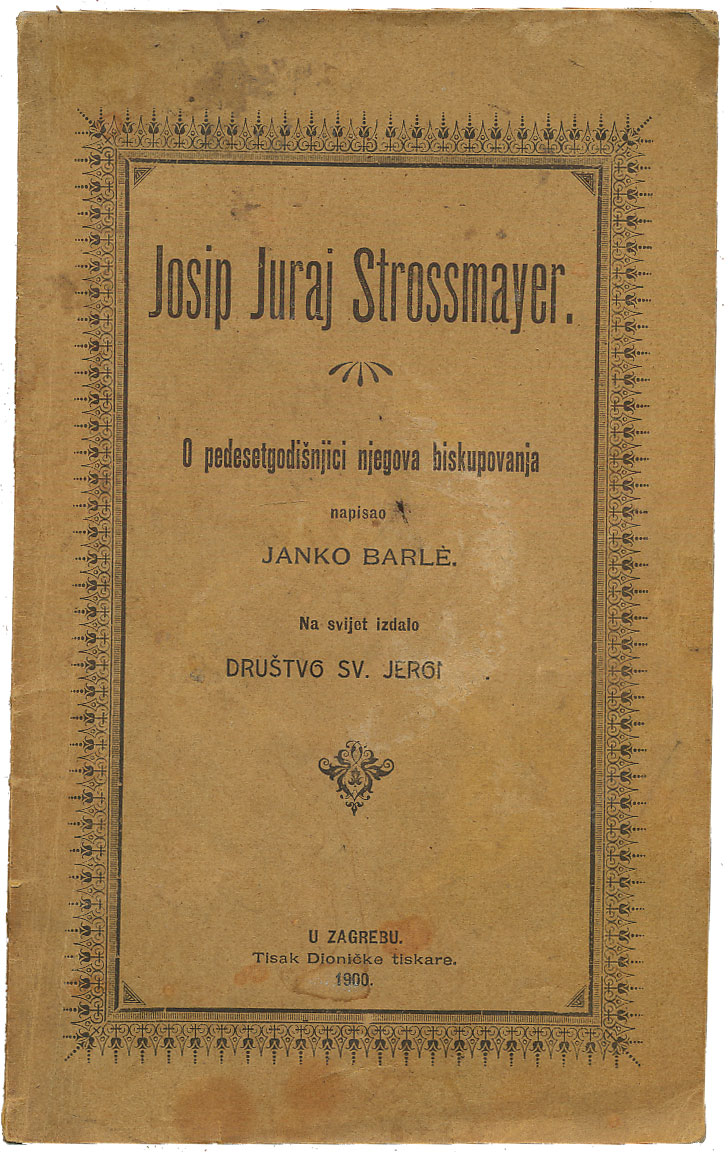 Josip Juraj Strossmayer.
O pedesetgodišnjici njegova biskupovanja
napisao
JANKO BARLÈ.
Na svijet izdalo
DRUŠTVO SV.
U ZAGREBU.
Tisak Dioničke tiskare.
1900.